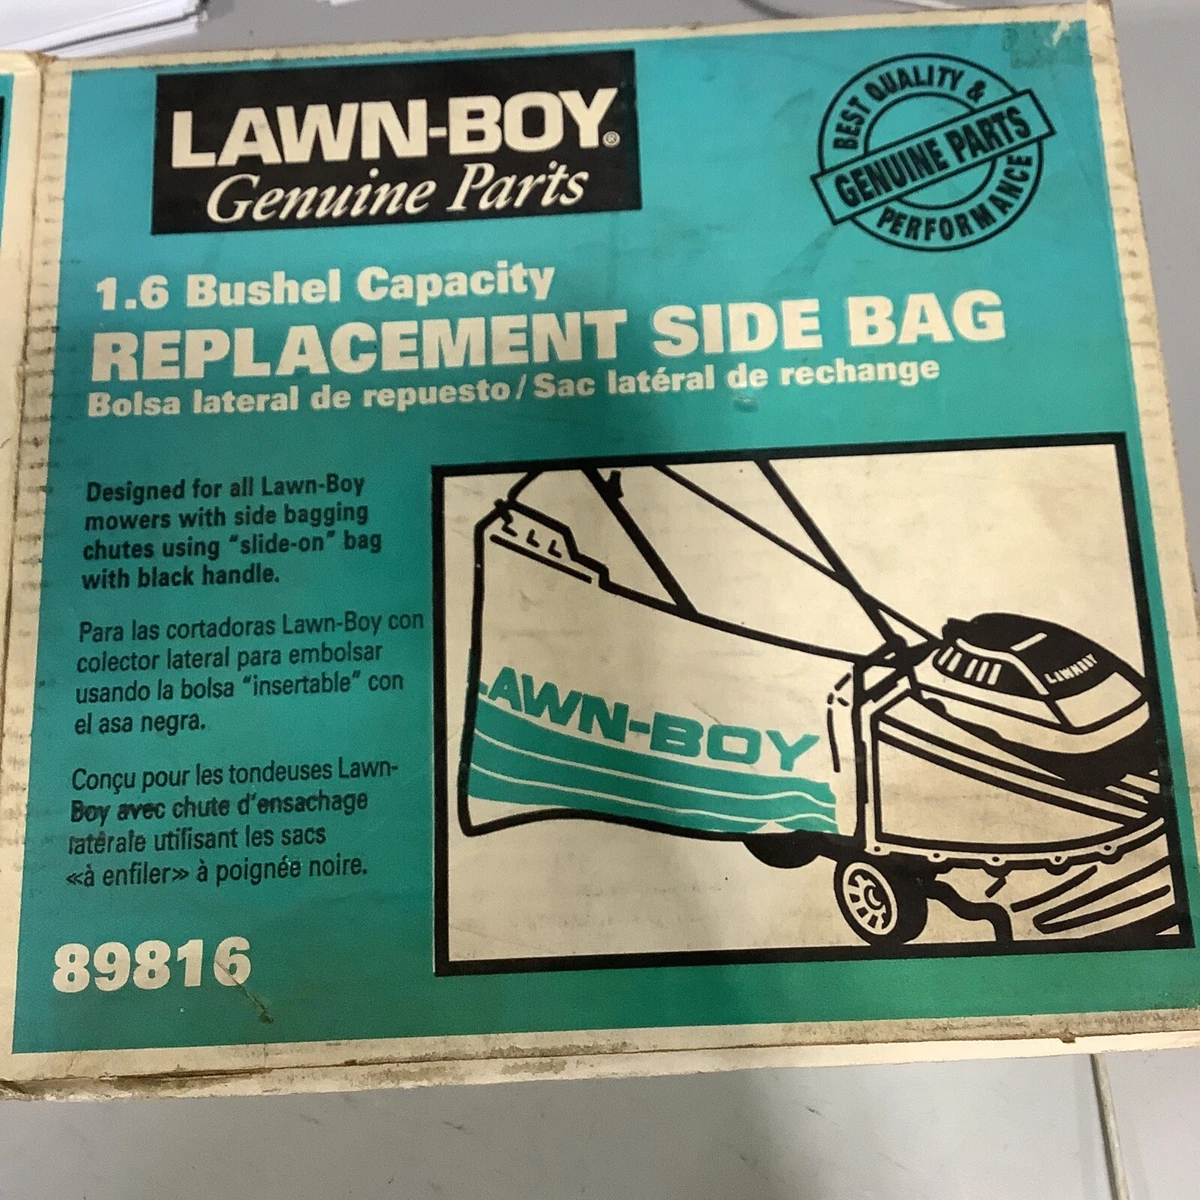 LAWN-BOY®
Genuine Parts
BEST QUALITY &
GENUINE PARTS
PERFORMANCE
1.6 Bushel Capacity
REPLACEMENT SIDE BAG
Bolsa lateral de repuesto/Sac latéral de rechange
Designed for all Lawn-Boy
mowers with side bagging
chutes using "slide-on" bag
with black handle.
Para las cortadoras Lawn-Boy con
colector lateral para embolsar
usando la bolsa "insertable" con
el asa negra.
Conçu pour les tondeuses Lawn-
Boy avec chute d'ensachage
latérale utilisant les sacs
«à enfiler» à poignée noire.
LAWN-BOY
LAWNBOY
89816